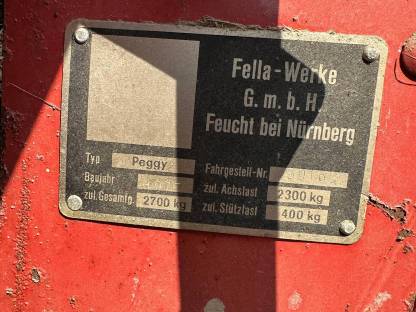 Fella-Werke
G.m.b.H.
Feucht bei Nürnberg
Typ Peggy
Fahrgestell-Nr.
Baujahr
zul. Achslast 2300 kg
zul. Gesamtg. 2700 kg
zul. Stützlast 400 kg